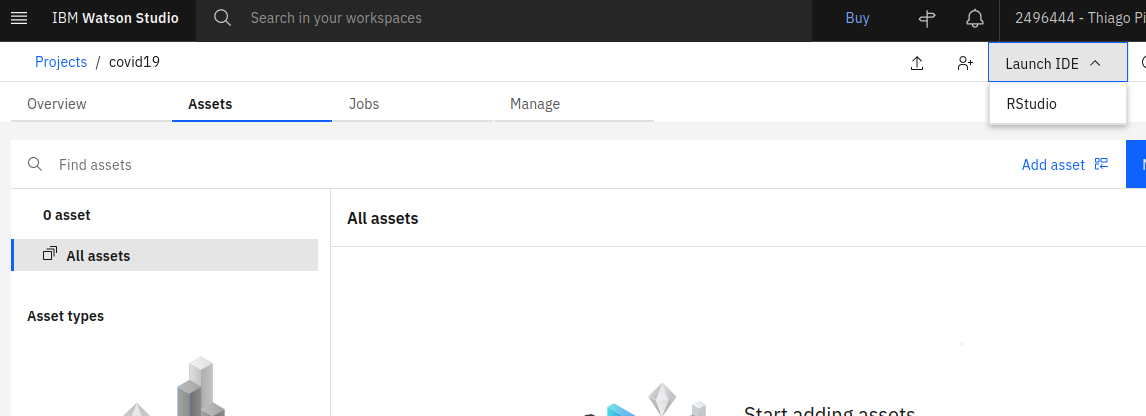 IBM Watson Studio Search in your workspaces Buy 2496444 - Thiago
Projects / covid19 Launch IDE
RStudio
Overview Assets Jobs Manage
Find assets Add asset
0 asset All assets
All assets
Asset types
Start adding assets